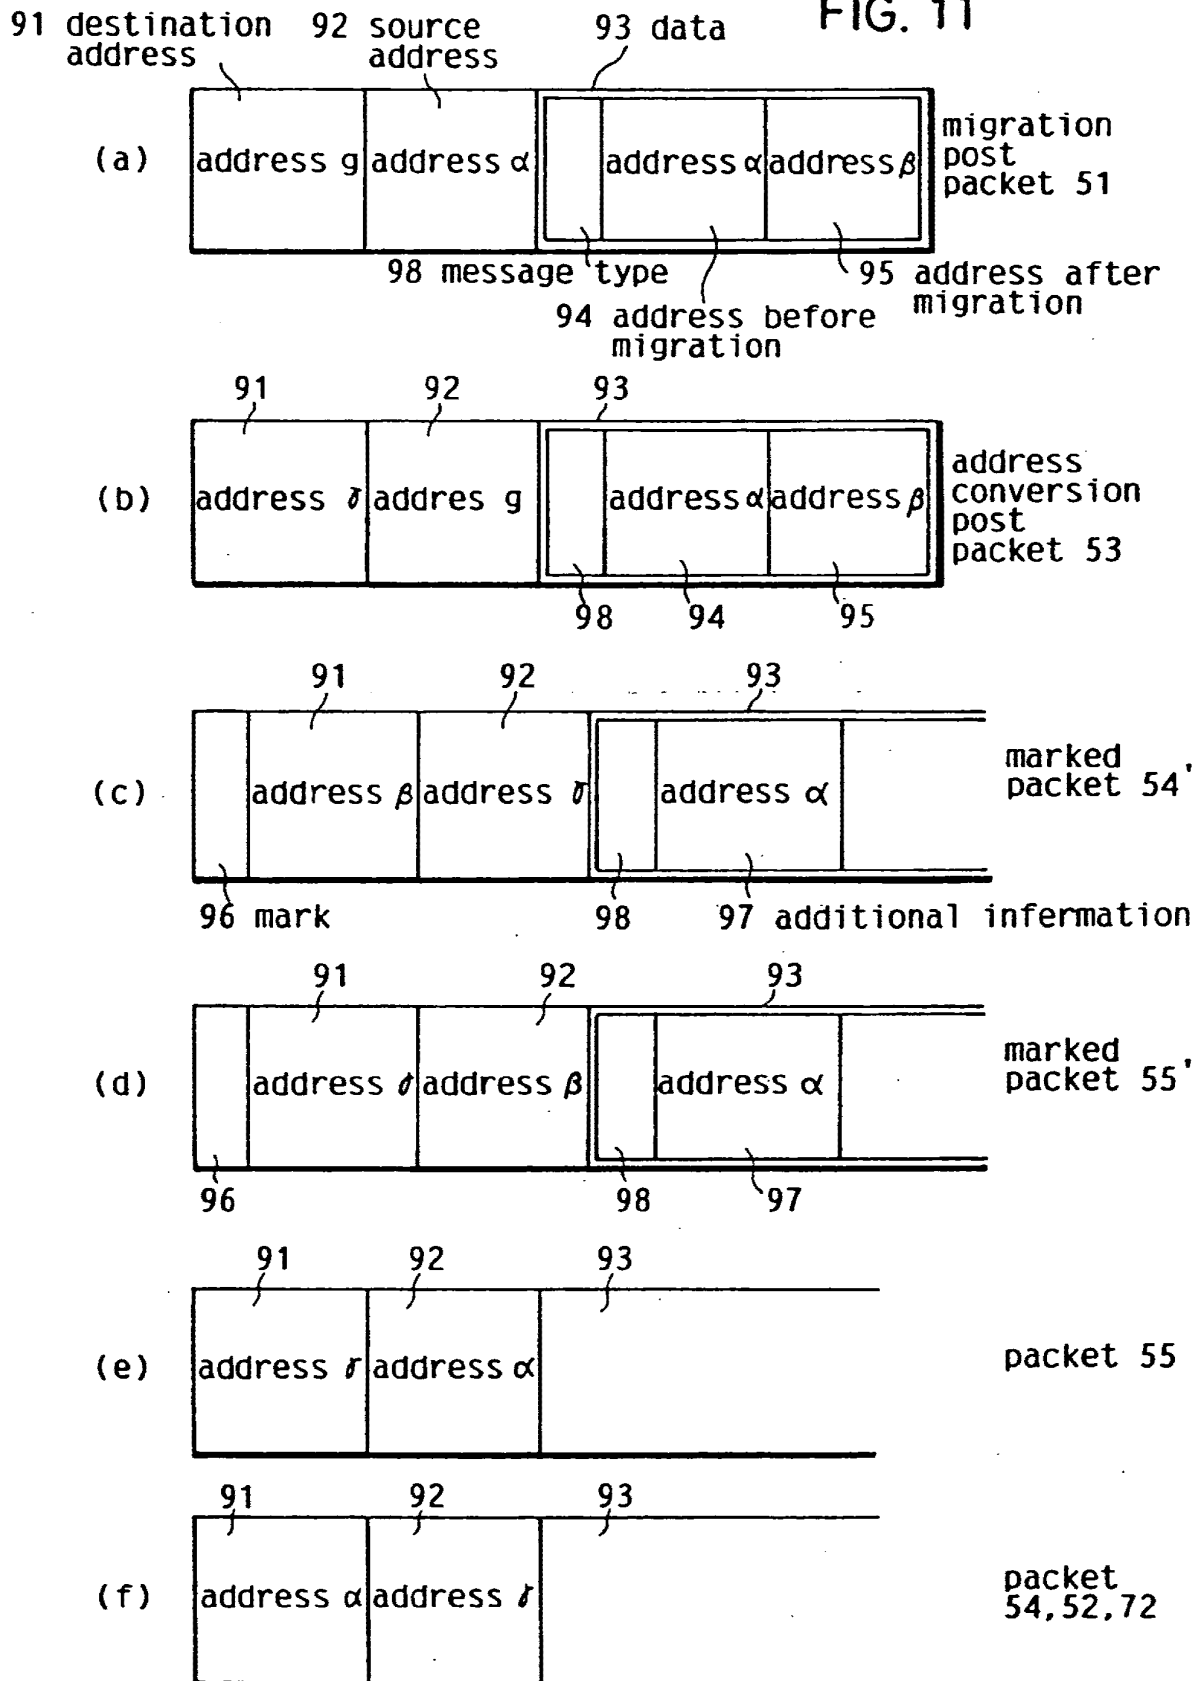 FIG. 11
91 destination address
92 source address
93 data
(a)
address g
address α
address α
address β
migration post packet 51
98 message type
94 address before migration
95 address after migration
91
92
93
(b)
address γ
addres g
address α
address β
address conversion post packet 53
98
94
95
91
92
93
(c)
address β
address γ
address α
marked packet 54'
96 mark
98
97 additional infermation
91
92
93
(d)
address γ
address β
address α
marked packet 55'
96
98
97
91
92
93
(e)
address γ
address α
packet 55
91
92
93
(f)
address α
address γ
packet 54,52,72